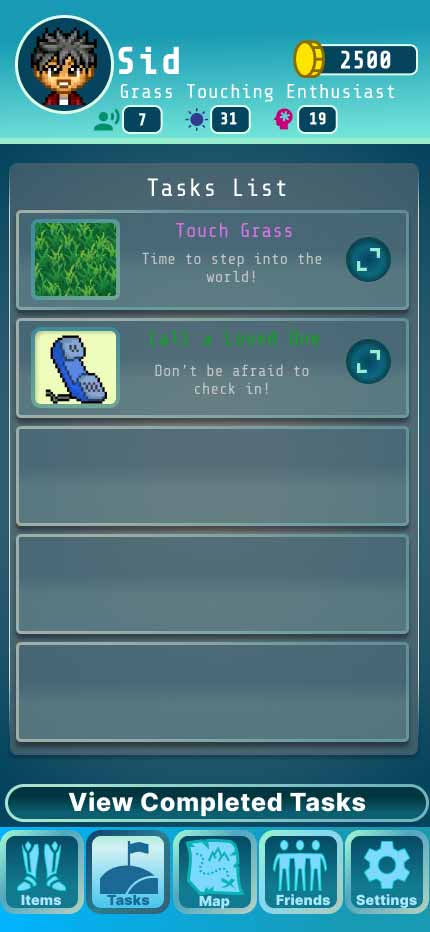 Sid
2500
Grass Touching Enthusiast
7
31
19
Tasks List
Touch Grass
Time to step into the
world!
Call a Loved One
Don't be afraid to
check in!
View Completed Tasks
Items
Tasks
Map
Friends
Settings